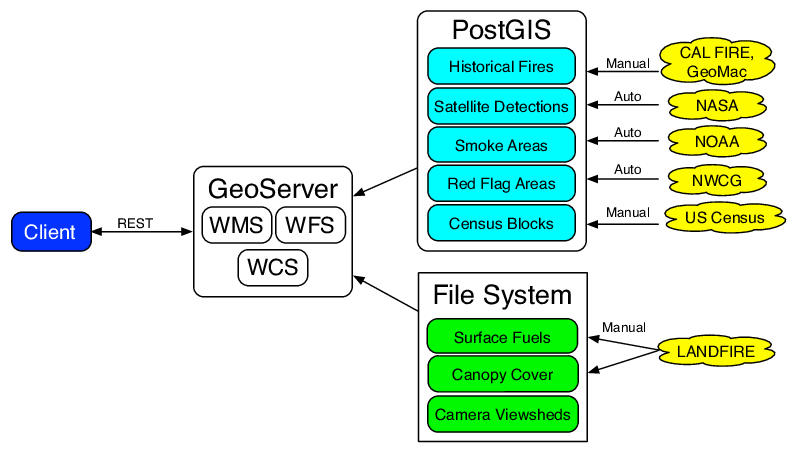 PostGIS
Historical Fires
Manual
CAL FIRE,
GeoMac
Satellite Detections
Auto
NASA
Smoke Areas
Auto
NOAA
Red Flag Areas
Auto
NWCG
Census Blocks
Manual
US Census
GeoServer
WMS
WFS
WCS
Client
REST
File System
Surface Fuels
Manual
Canopy Cover
LANDFIRE
Camera Viewsheds